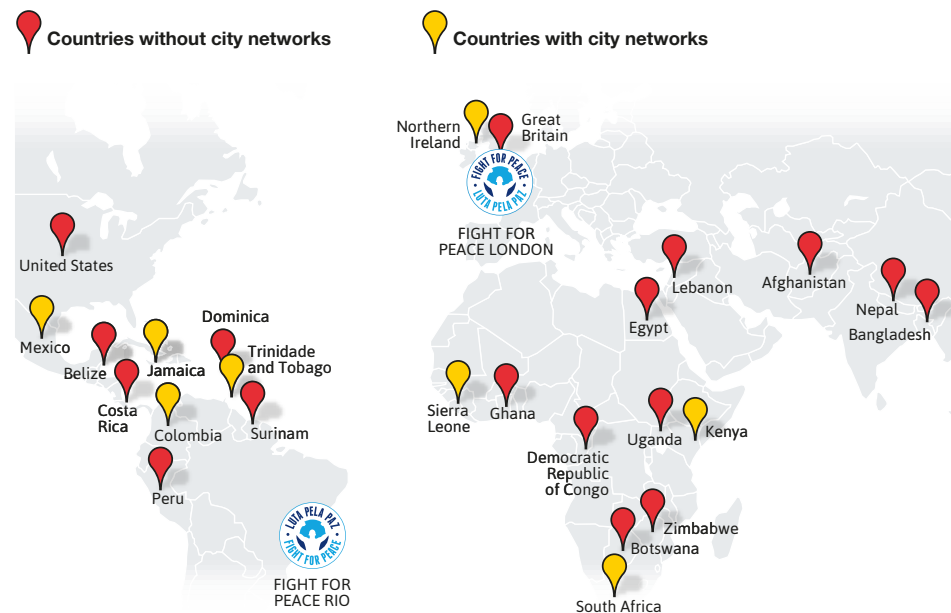 Countries without city networks
Countries with city networks
United States
Mexico
Belize
Jamaica
Dominica
Trinidade
and Tobago
Costa
Rica
Colombia
Surinam
Peru
LUTA PELA PAZ
FIGHT FOR PEACE
FIGHT FOR
PEACE RIO
Northern
Ireland
Great
Britain
FIGHT FOR PEACE
LUTA PELA PAZ
FIGHT FOR
PEACE LONDON
Lebanon
Egypt
Afghanistan
Nepal
Bangladesh
Sierra
Leone
Ghana
Democratic
Republic
of Congo
Uganda
Kenya
Zimbabwe
Botswana
South Africa